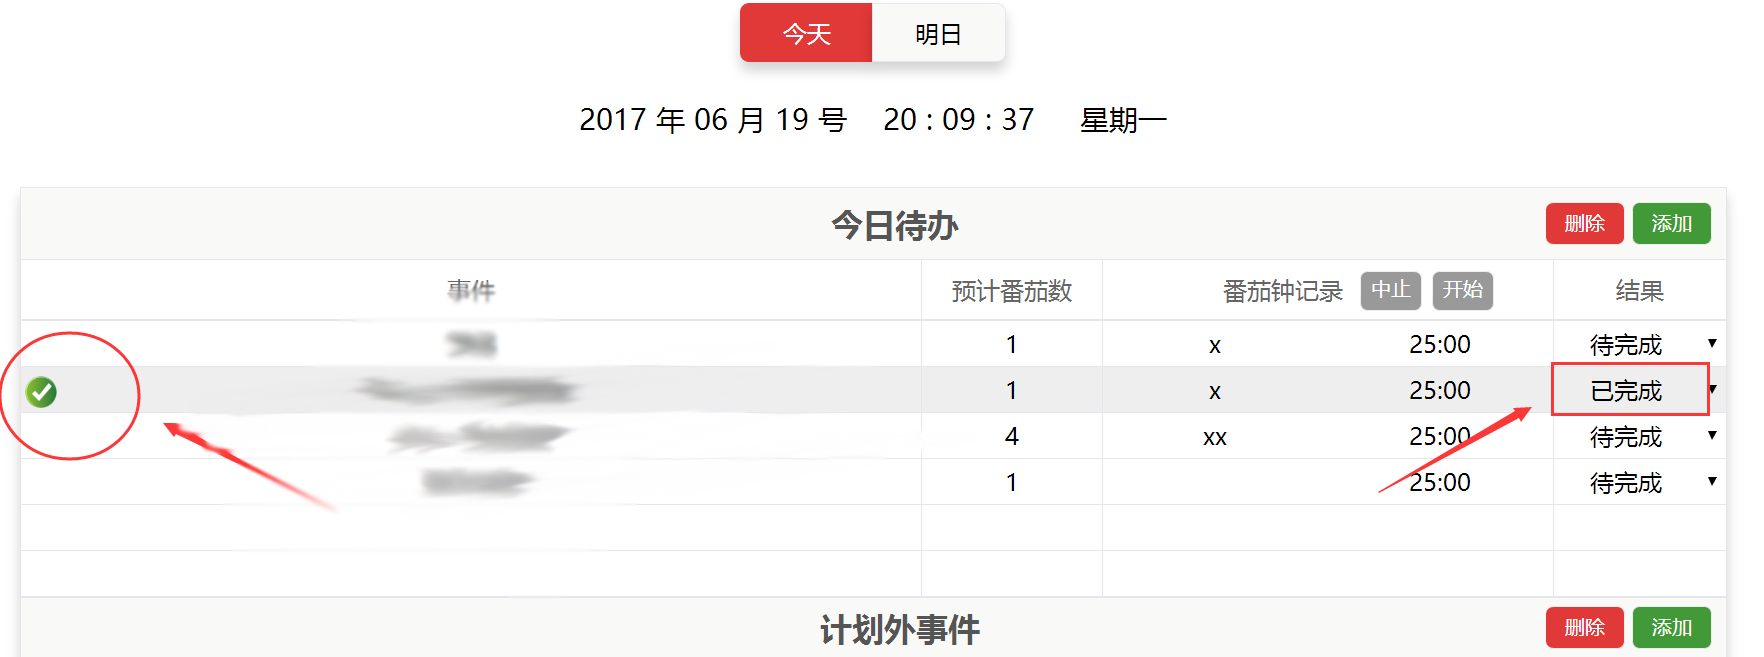 今天 明日
2017 年 06 月 19 号 20 : 09 : 37 星期一
今日待办 删除 添加
事件 预计番茄数 番茄钟记录 中止 开始 结果
1 x 25:00 待完成
1 x 25:00 已完成
4 xx 25:00 待完成
1 25:00 待完成
计划外事件 删除 添加